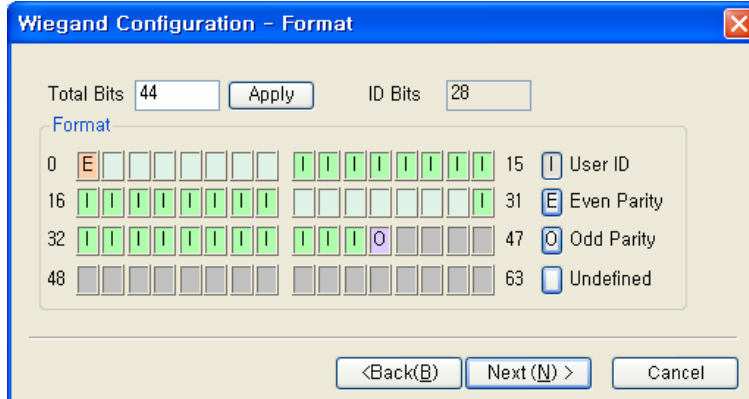 Wiegand Configuration - Format
Total Bits 44 Apply ID Bits 28
Format
0 E I I I I I I I I 15 I User ID
16 I I I I I I I I I 31 E Even Parity
32 I I I I I I I I I I I O 47 O Odd Parity
48 63 Undefined
<Back(B) Next (N) > Cancel